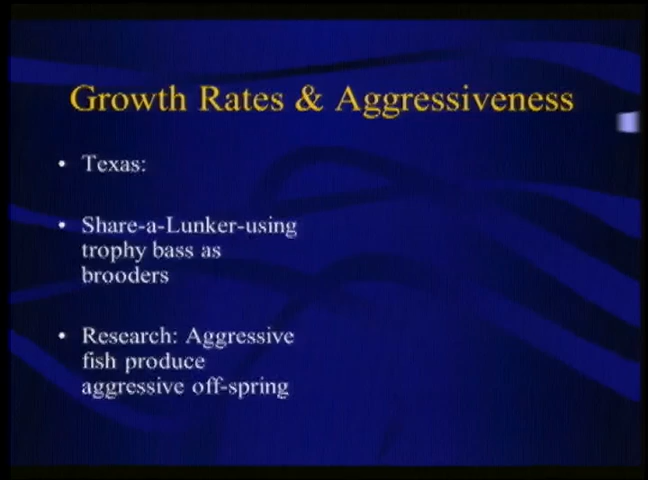 Growth Rates & Aggressiveness
• Texas:
• Share-a-Lunker-using
trophy bass as
brooders
• Research: Aggressive
fish produce
aggressive off-spring